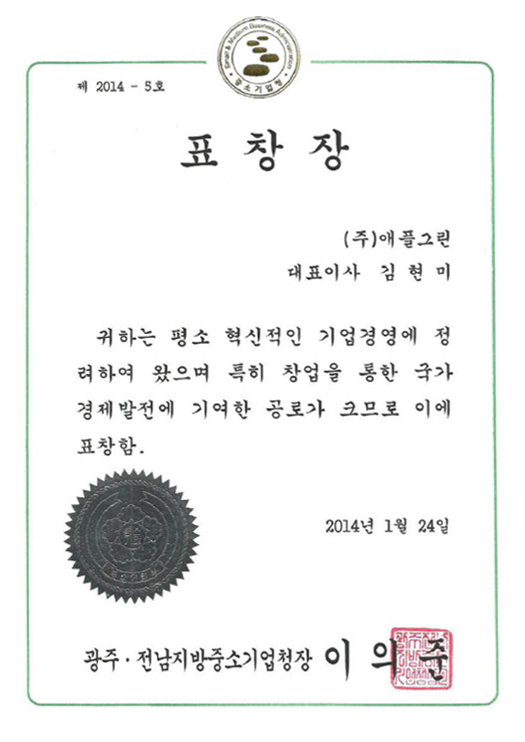 Small & Medium Business Administration
중소기업청
제 2014 - 5호
표 창 장
(주)애플그린
대표이사 김 현 미
귀하는 평소 혁신적인 기업경영에 정
려하여 왔으며 특히 창업을 통한 국가
경제발전에 기여한 공로가 크므로 이에
표창함.
2014년 1월 24일
광주·전남지방중소기업청장 이 의 준